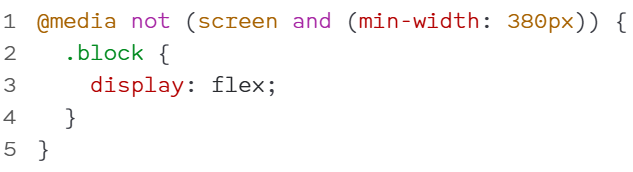 1 @media not (screen and (min-width: 380px)) {
2   .block {
3     display: flex;
4   }
5 }